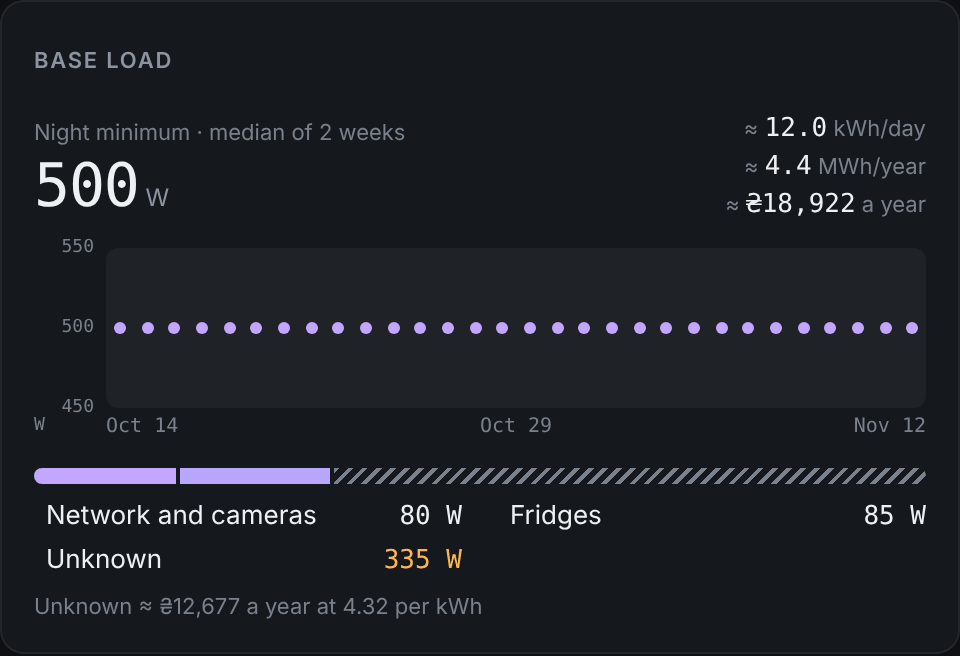 BASE LOAD
Night minimum · median of 2 weeks
500 W
≈ 12.0 kWh/day
≈ 4.4 MWh/year
≈ ₴18,922 a year
550
500
450
W
Oct 14 Oct 29 Nov 12
Network and cameras 80 W Fridges 85 W
Unknown 335 W
Unknown ≈ ₴12,677 a year at 4.32 per kWh